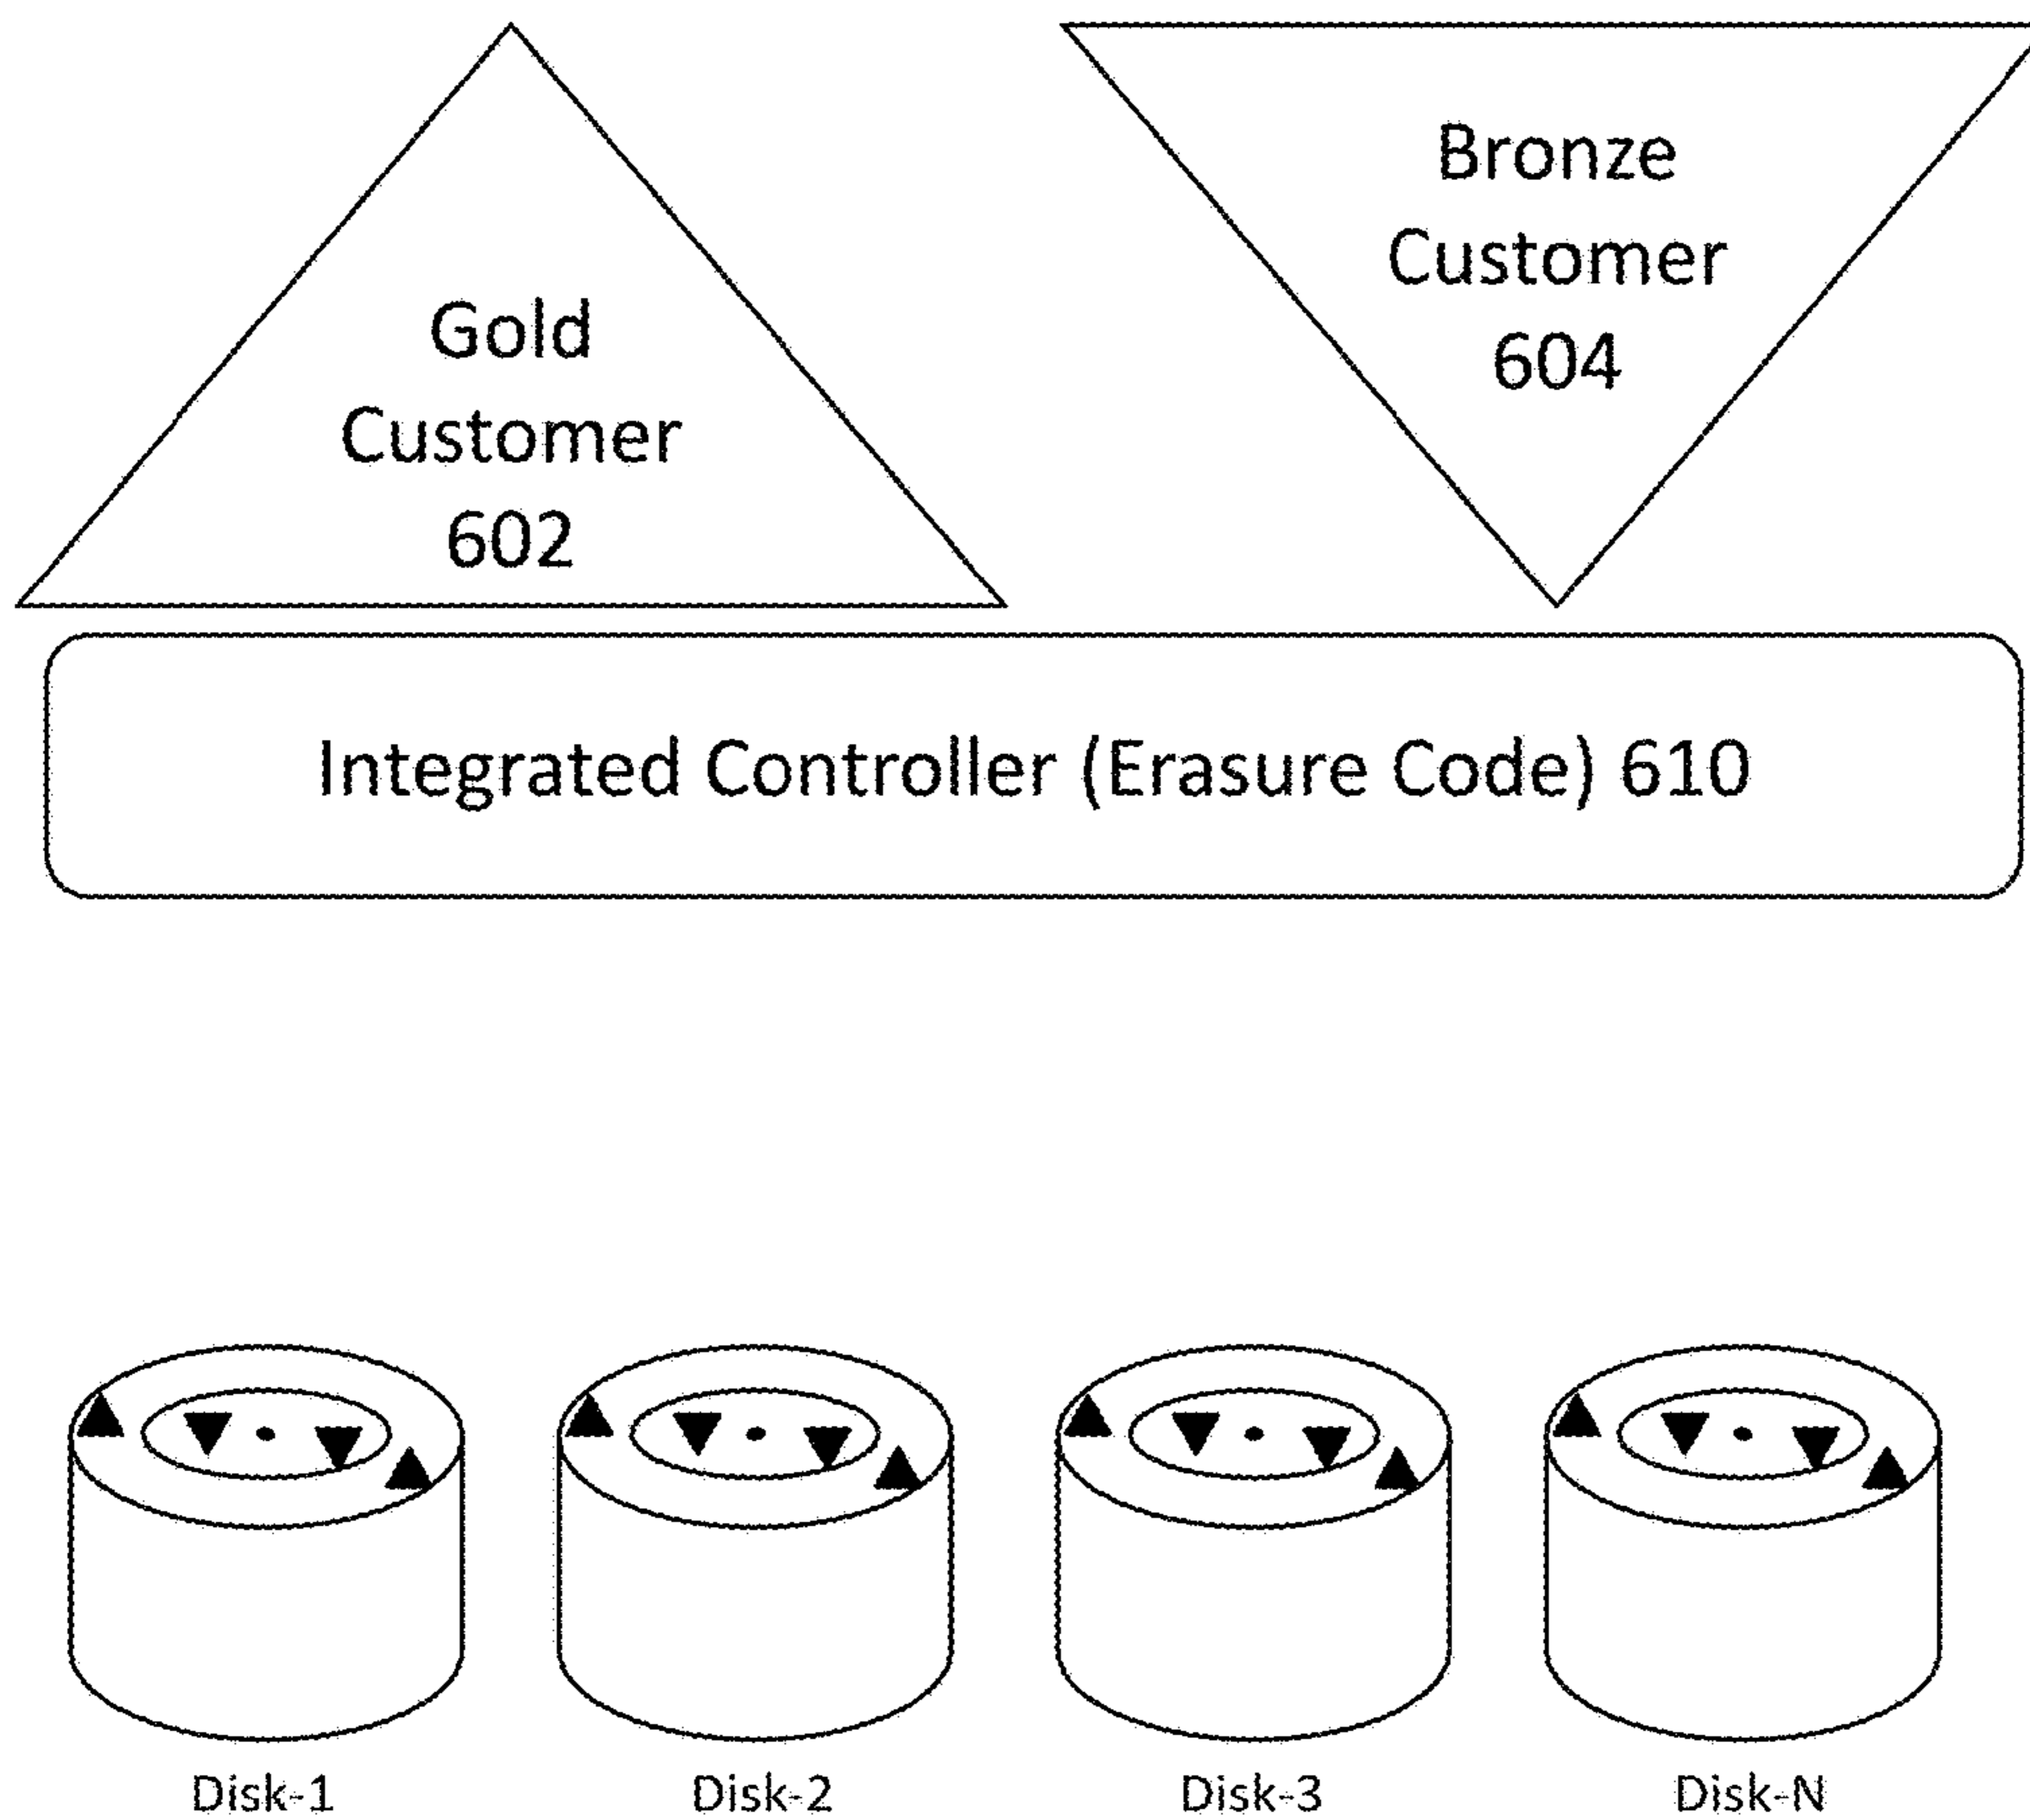 Gold
Customer
602
Bronze
Customer
604
Integrated Controller (Erasure Code) 610
Disk-1
Disk-2
Disk-3
Disk-N